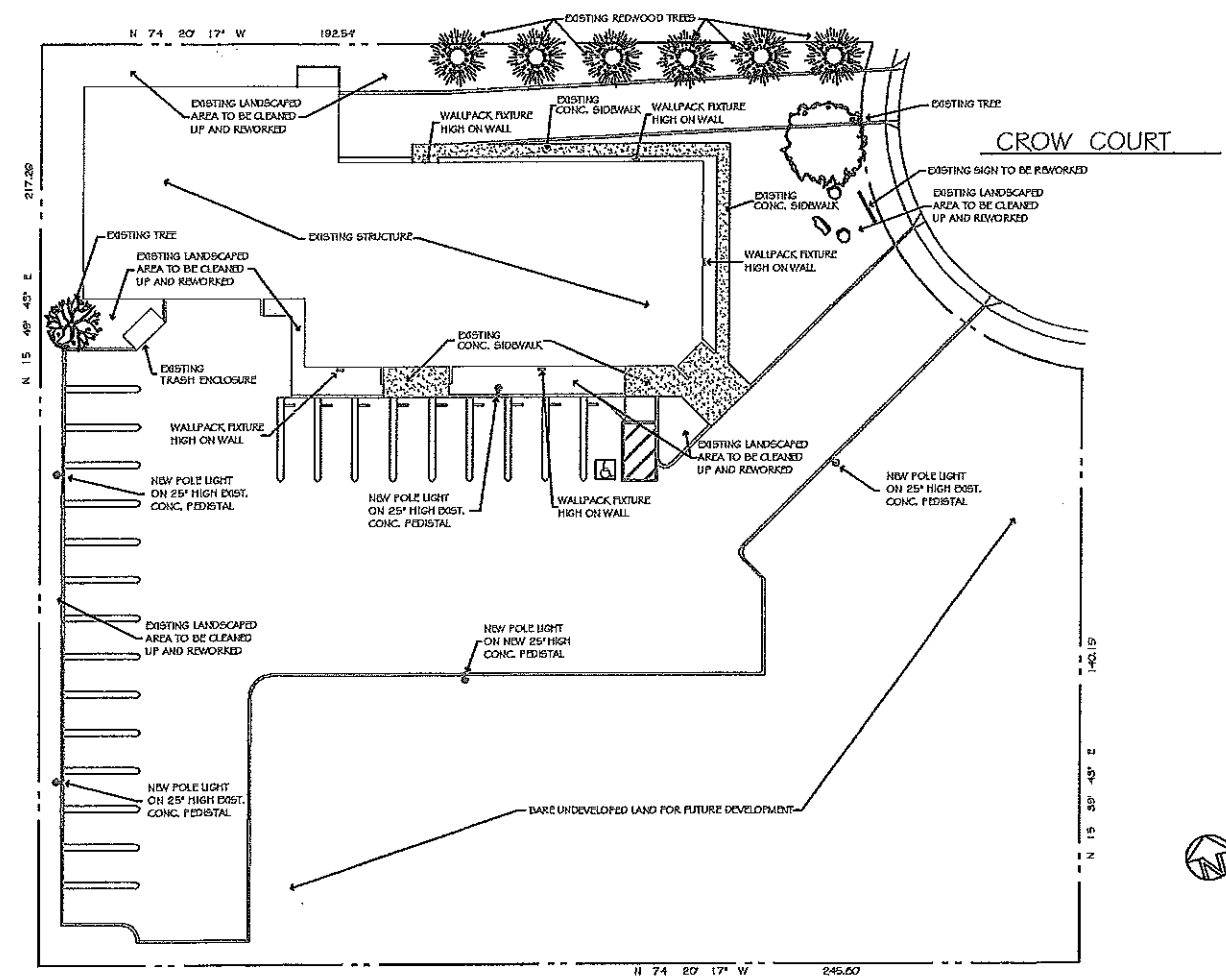 EXISTING REDWOOD TREES
N 74 20' 17" W 192.54'
EXISTING LANDSCAPED
AREA TO BE CLEANED
UP AND REWORKED
WALLPACK FIXTURE
HIGH ON WALL
EXISTING
CONC. SIDEWALK
WALLPACK FIXTURE
HIGH ON WALL
EXISTING TREE
CROW COURT
EXISTING SIGN TO BE REWORKED
EXISTING LANDSCAPED
AREA TO BE CLEANED
UP AND REWORKED
EXISTING
CONC. SIDEWALK
217.26'
EXISTING TREE
EXISTING STRUCTURE
EXISTING LANDSCAPED
AREA TO BE CLEANED
UP AND REWORKED
WALLPACK FIXTURE
HIGH ON WALL
N 15 49' 43" E
EXISTING
TRASH ENCLOSURE
EXISTING
CONC. SIDEWALK
WALLPACK FIXTURE
HIGH ON WALL
EXISTING LANDSCAPED
AREA TO BE CLEANED
UP AND REWORKED
NEW POLE LIGHT
ON 25" HIGH EXIST.
CONC. PEDISTAL
NEW POLE LIGHT
ON 25" HIGH EXIST.
CONC. PEDISTAL
WALLPACK FIXTURE
HIGH ON WALL
NEW POLE LIGHT
ON 25" HIGH EXIST.
CONC. PEDISTAL
EXISTING LANDSCAPED
AREA TO BE CLEANED
UP AND REWORKED
NEW POLE LIGHT
ON NEW 25" HIGH
CONC. PEDISTAL
140.15'
NEW POLE LIGHT
ON 25" HIGH EXIST.
CONC. PEDISTAL
BARE UNDEVELOPED LAND FOR FUTURE DEVELOPMENT
N 15 39' 43" E
N
N 74 20' 17" W 245.60'